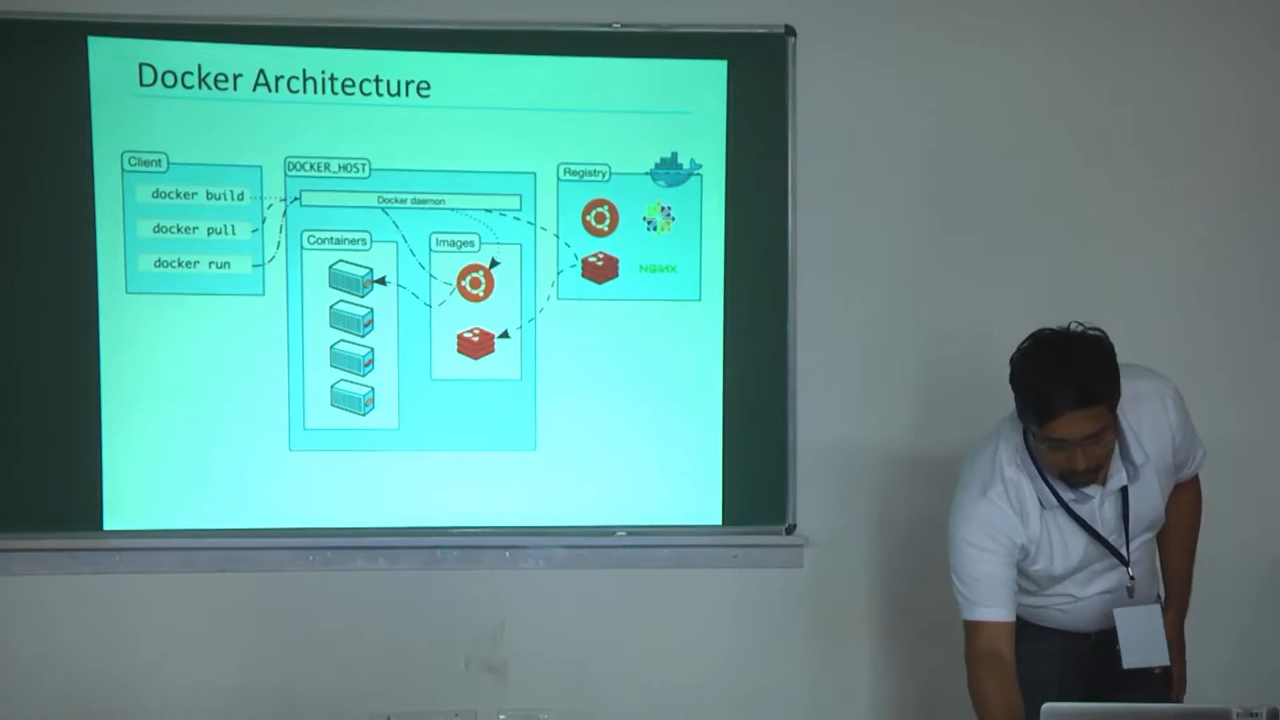 Docker Architecture
Client
docker build
docker pull
docker run
DOCKER_HOST
Docker daemon
Containers
Images
Registry
NGINX